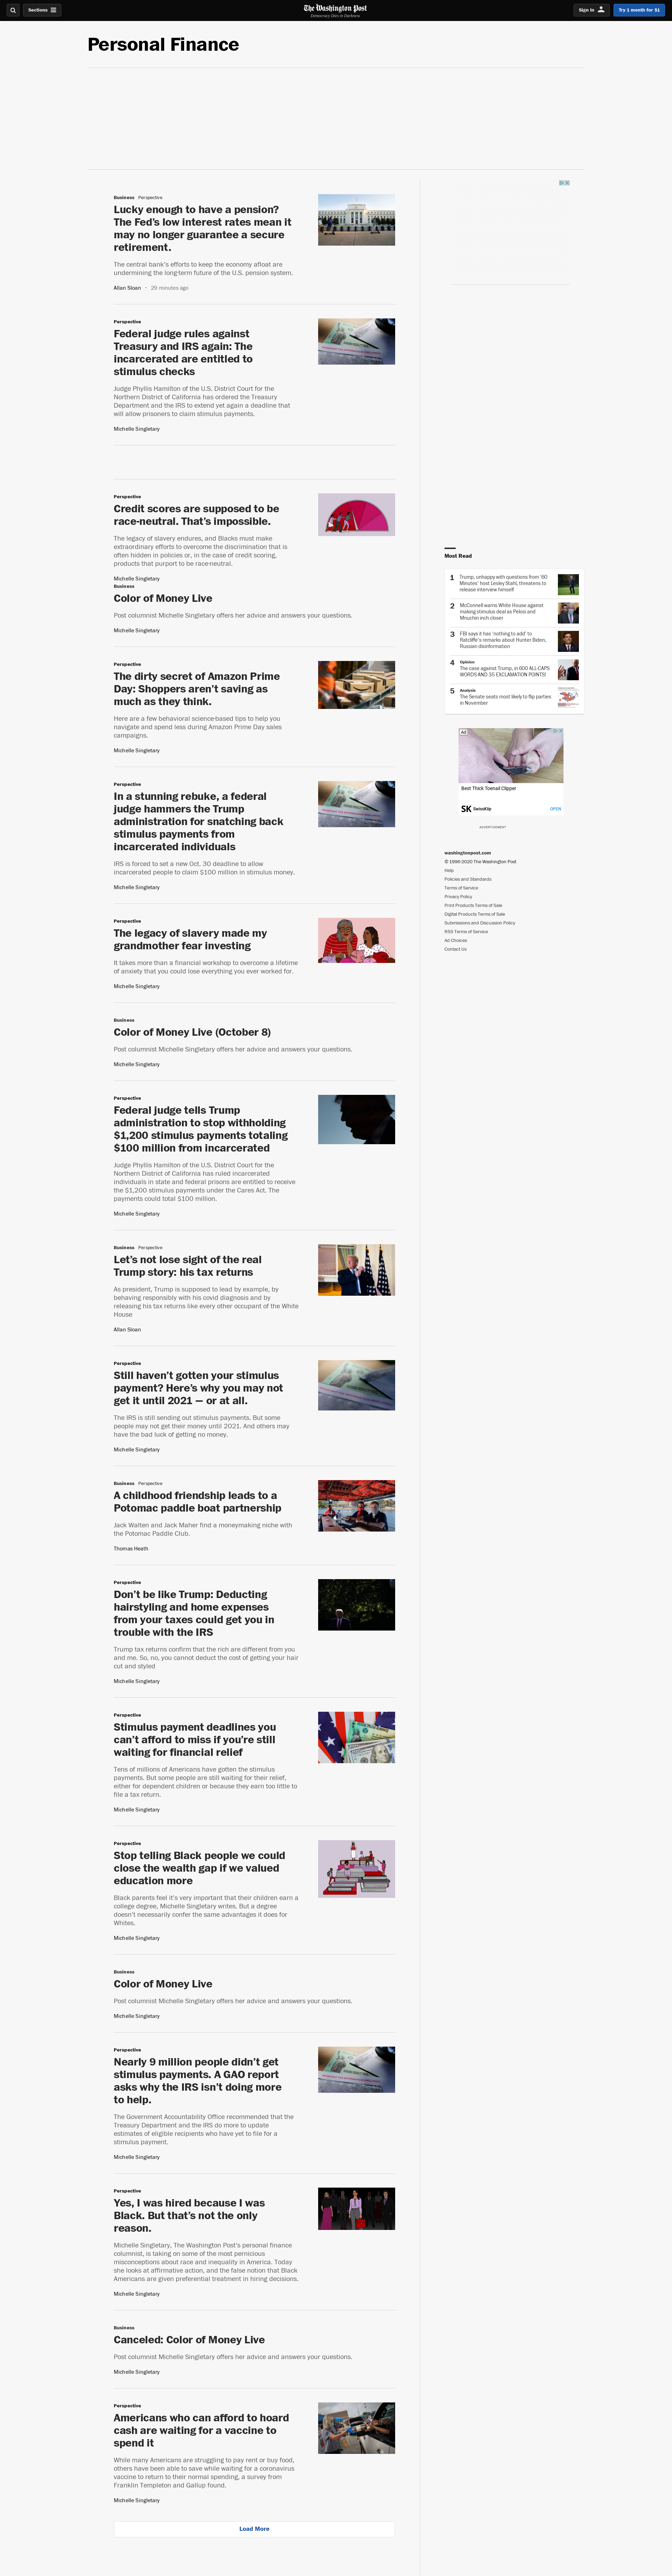 Sections
The Washington Post
Democracy Dies in Darkness
Sign In
Try 1 month for $1
Personal Finance
Business Perspective
Lucky enough to have a pension?
The Fed's low interest rates mean it
may no longer guarantee a secure
retirement.
The central bank's efforts to keep the economy afloat are
undermining the long-term future of the U.S. pension system.
Allan Sloan • 29 minutes ago
Perspective
Federal judge rules against
Treasury and IRS again: The
incarcerated are entitled to
stimulus checks
Judge Phyllis Hamilton of the U.S. District Court for the
Northern District of California has ordered the Treasury
Department and the IRS to extend yet again a deadline that
will allow prisoners to claim stimulus payments.
Michelle Singletary
Perspective
Credit scores are supposed to be
race-neutral. That's impossible.
The legacy of slavery endures, and Blacks must make
extraordinary efforts to overcome the discrimination that is
often hidden in policies or, in the case of credit scoring,
products that purport to be race-neutral.
Michelle Singletary
Business
Color of Money Live
Post columnist Michelle Singletary offers her advice and answers your questions.
Michelle Singletary
Perspective
The dirty secret of Amazon Prime
Day: Shoppers aren't saving as
much as they think.
Here are a few behavioral science-based tips to help you
navigate and spend less during Amazon Prime Day sales
campaigns.
Michelle Singletary
Perspective
In a stunning rebuke, a federal
judge hammers the Trump
administration for snatching back
stimulus payments from
incarcerated individuals
IRS is forced to set a new Oct. 30 deadline to allow
incarcerated people to claim $100 million in stimulus money.
Michelle Singletary
Perspective
The legacy of slavery made my
grandmother fear investing
It takes more than a financial workshop to overcome a lifetime
of anxiety that you could lose everything you ever worked for.
Michelle Singletary
Business
Color of Money Live (October 8)
Post columnist Michelle Singletary offers her advice and answers your questions.
Michelle Singletary
Perspective
Federal judge tells Trump
administration to stop withholding
$1,200 stimulus payments totaling
$100 million from incarcerated
Judge Phyllis Hamilton of the U.S. District Court for the
Northern District of California has ruled incarcerated
individuals in state and federal prisons are entitled to receive
the $1,200 stimulus payments under the Cares Act. The
payments could total $100 million.
Michelle Singletary
Business Perspective
Let's not lose sight of the real
Trump story: his tax returns
As president, Trump is supposed to lead by example, by
behaving responsibly with his covid diagnosis and by
releasing his tax returns like every other occupant of the White
House
Allan Sloan
Perspective
Still haven't gotten your stimulus
payment? Here's why you may not
get it until 2021 — or at all.
The IRS is still sending out stimulus payments. But some
people may not get their money until 2021. And others may
have the bad luck of getting no money.
Michelle Singletary
Business Perspective
A childhood friendship leads to a
Potomac paddle boat partnership
Jack Walten and Jack Maher find a moneymaking niche with
the Potomac Paddle Club.
Thomas Heath
Perspective
Don't be like Trump: Deducting
hairstyling and home expenses
from your taxes could get you in
trouble with the IRS
Trump tax returns confirm that the rich are different from you
and me. So, no, you cannot deduct the cost of getting your hair
cut and styled
Michelle Singletary
Perspective
Stimulus payment deadlines you
can't afford to miss if you're still
waiting for financial relief
Tens of millions of Americans have gotten the stimulus
payments. But some people are still waiting for their relief,
either for dependent children or because they earn too little to
file a tax return.
Michelle Singletary
Perspective
Stop telling Black people we could
close the wealth gap if we valued
education more
Black parents feel it's very important that their children earn a
college degree, Michelle Singletary writes. But a degree
doesn't necessarily confer the same advantages it does for
Whites.
Michelle Singletary
Business
Color of Money Live
Post columnist Michelle Singletary offers her advice and answers your questions.
Michelle Singletary
Perspective
Nearly 9 million people didn't get
stimulus payments. A GAO report
asks why the IRS isn't doing more
to help.
The Government Accountability Office recommended that the
Treasury Department and the IRS do more to update
estimates of eligible recipients who have yet to file for a
stimulus payment.
Michelle Singletary
Perspective
Yes, I was hired because I was
Black. But that's not the only
reason.
Michelle Singletary, The Washington Post's personal finance
columnist, is taking on some of the most pernicious
misconceptions about race and inequality in America. Today
she looks at affirmative action, and the false notion that Black
Americans are given preferential treatment in hiring decisions.
Michelle Singletary
Business
Canceled: Color of Money Live
Post columnist Michelle Singletary offers her advice and answers your questions.
Michelle Singletary
Perspective
Americans who can afford to hoard
cash are waiting for a vaccine to
spend it
While many Americans are struggling to pay rent or buy food,
others have been able to save while waiting for a coronavirus
vaccine to return to their normal spending, a survey from
Franklin Templeton and Gallup found.
Michelle Singletary
Load More
Most Read
1 Trump, unhappy with questions from '60
Minutes' host Lesley Stahl, threatens to
release interview himself
2 McConnell warns White House against
making stimulus deal as Pelosi and
Mnuchin inch closer
3 FBI says it has 'nothing to add' to
Ratcliffe's remarks about Hunter Biden,
Russian disinformation
4 Opinion
The case against Trump, in 600 ALL-CAPS
WORDS AND 35 EXCLAMATION POINTS!
5 Analysis
The Senate seats most likely to flip parties
in November
Ad
Best Thick Toenail Clipper
SK SwissKlip
OPEN
ADVERTISEMENT
washingtonpost.com
© 1996-2020 The Washington Post
Help
Policies and Standards
Terms of Service
Privacy Policy
Print Products Terms of Sale
Digital Products Terms of Sale
Submissions and Discussion Policy
RSS Terms of Service
Ad Choices
Contact Us